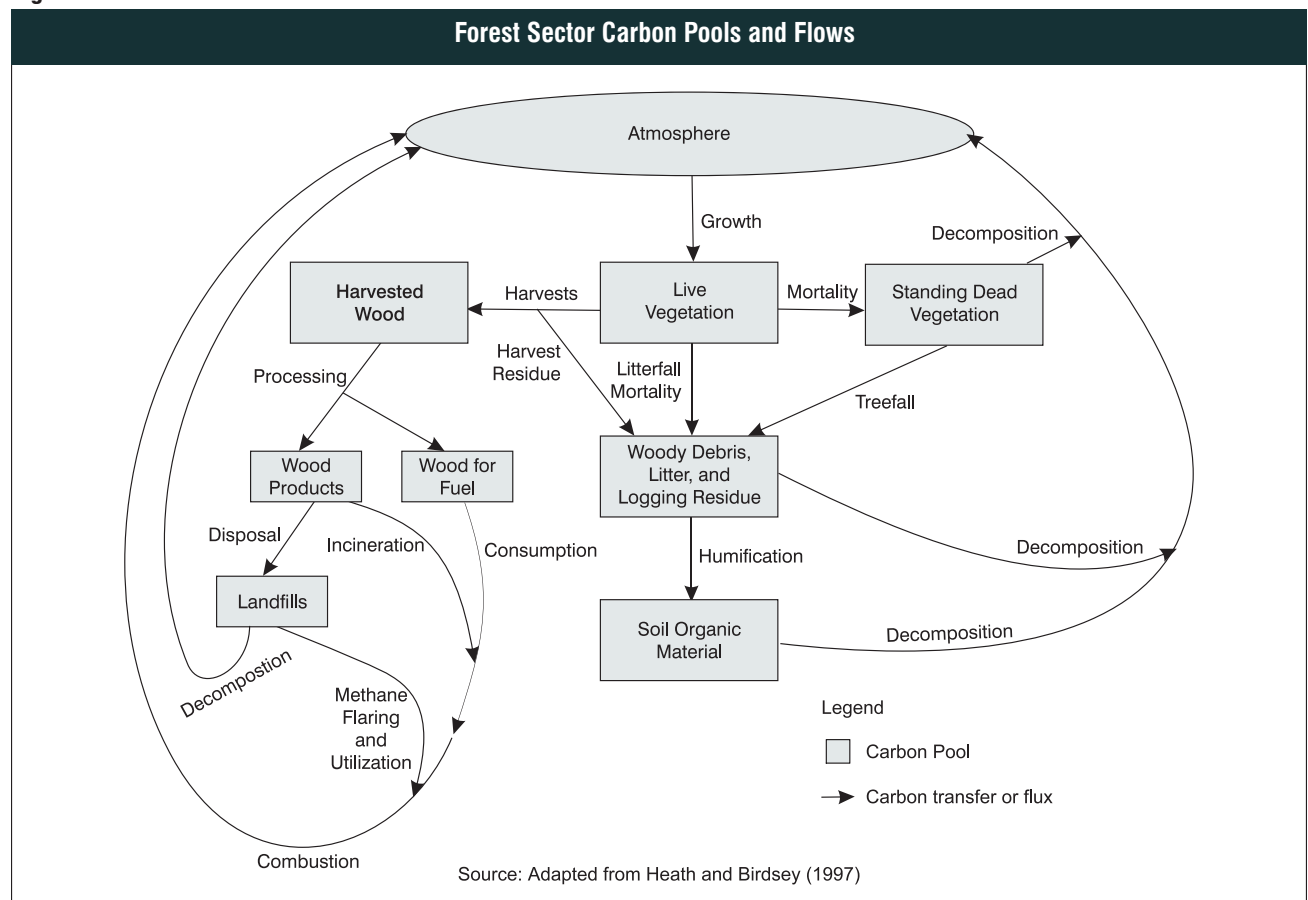 Forest Sector Carbon Pools and Flows
Atmosphere
Growth
Decomposition
Harvested
Wood
Harvests
Live
Vegetation
Mortality
Standing Dead
Vegetation
Harvest
Residue
Litterfall
Mortality
Processing
Treefall
Wood
Products
Wood for
Fuel
Woody Debris,
Litter, and
Logging Residue
Disposal
Incineration
Consumption
Humification
Decomposition
Landfills
Soil Organic
Material
Decomposition
Decompostion
Methane
Flaring
and
Utilization
Legend
Carbon Pool
Carbon transfer or flux
Combustion
Source: Adapted from Heath and Birdsey (1997)